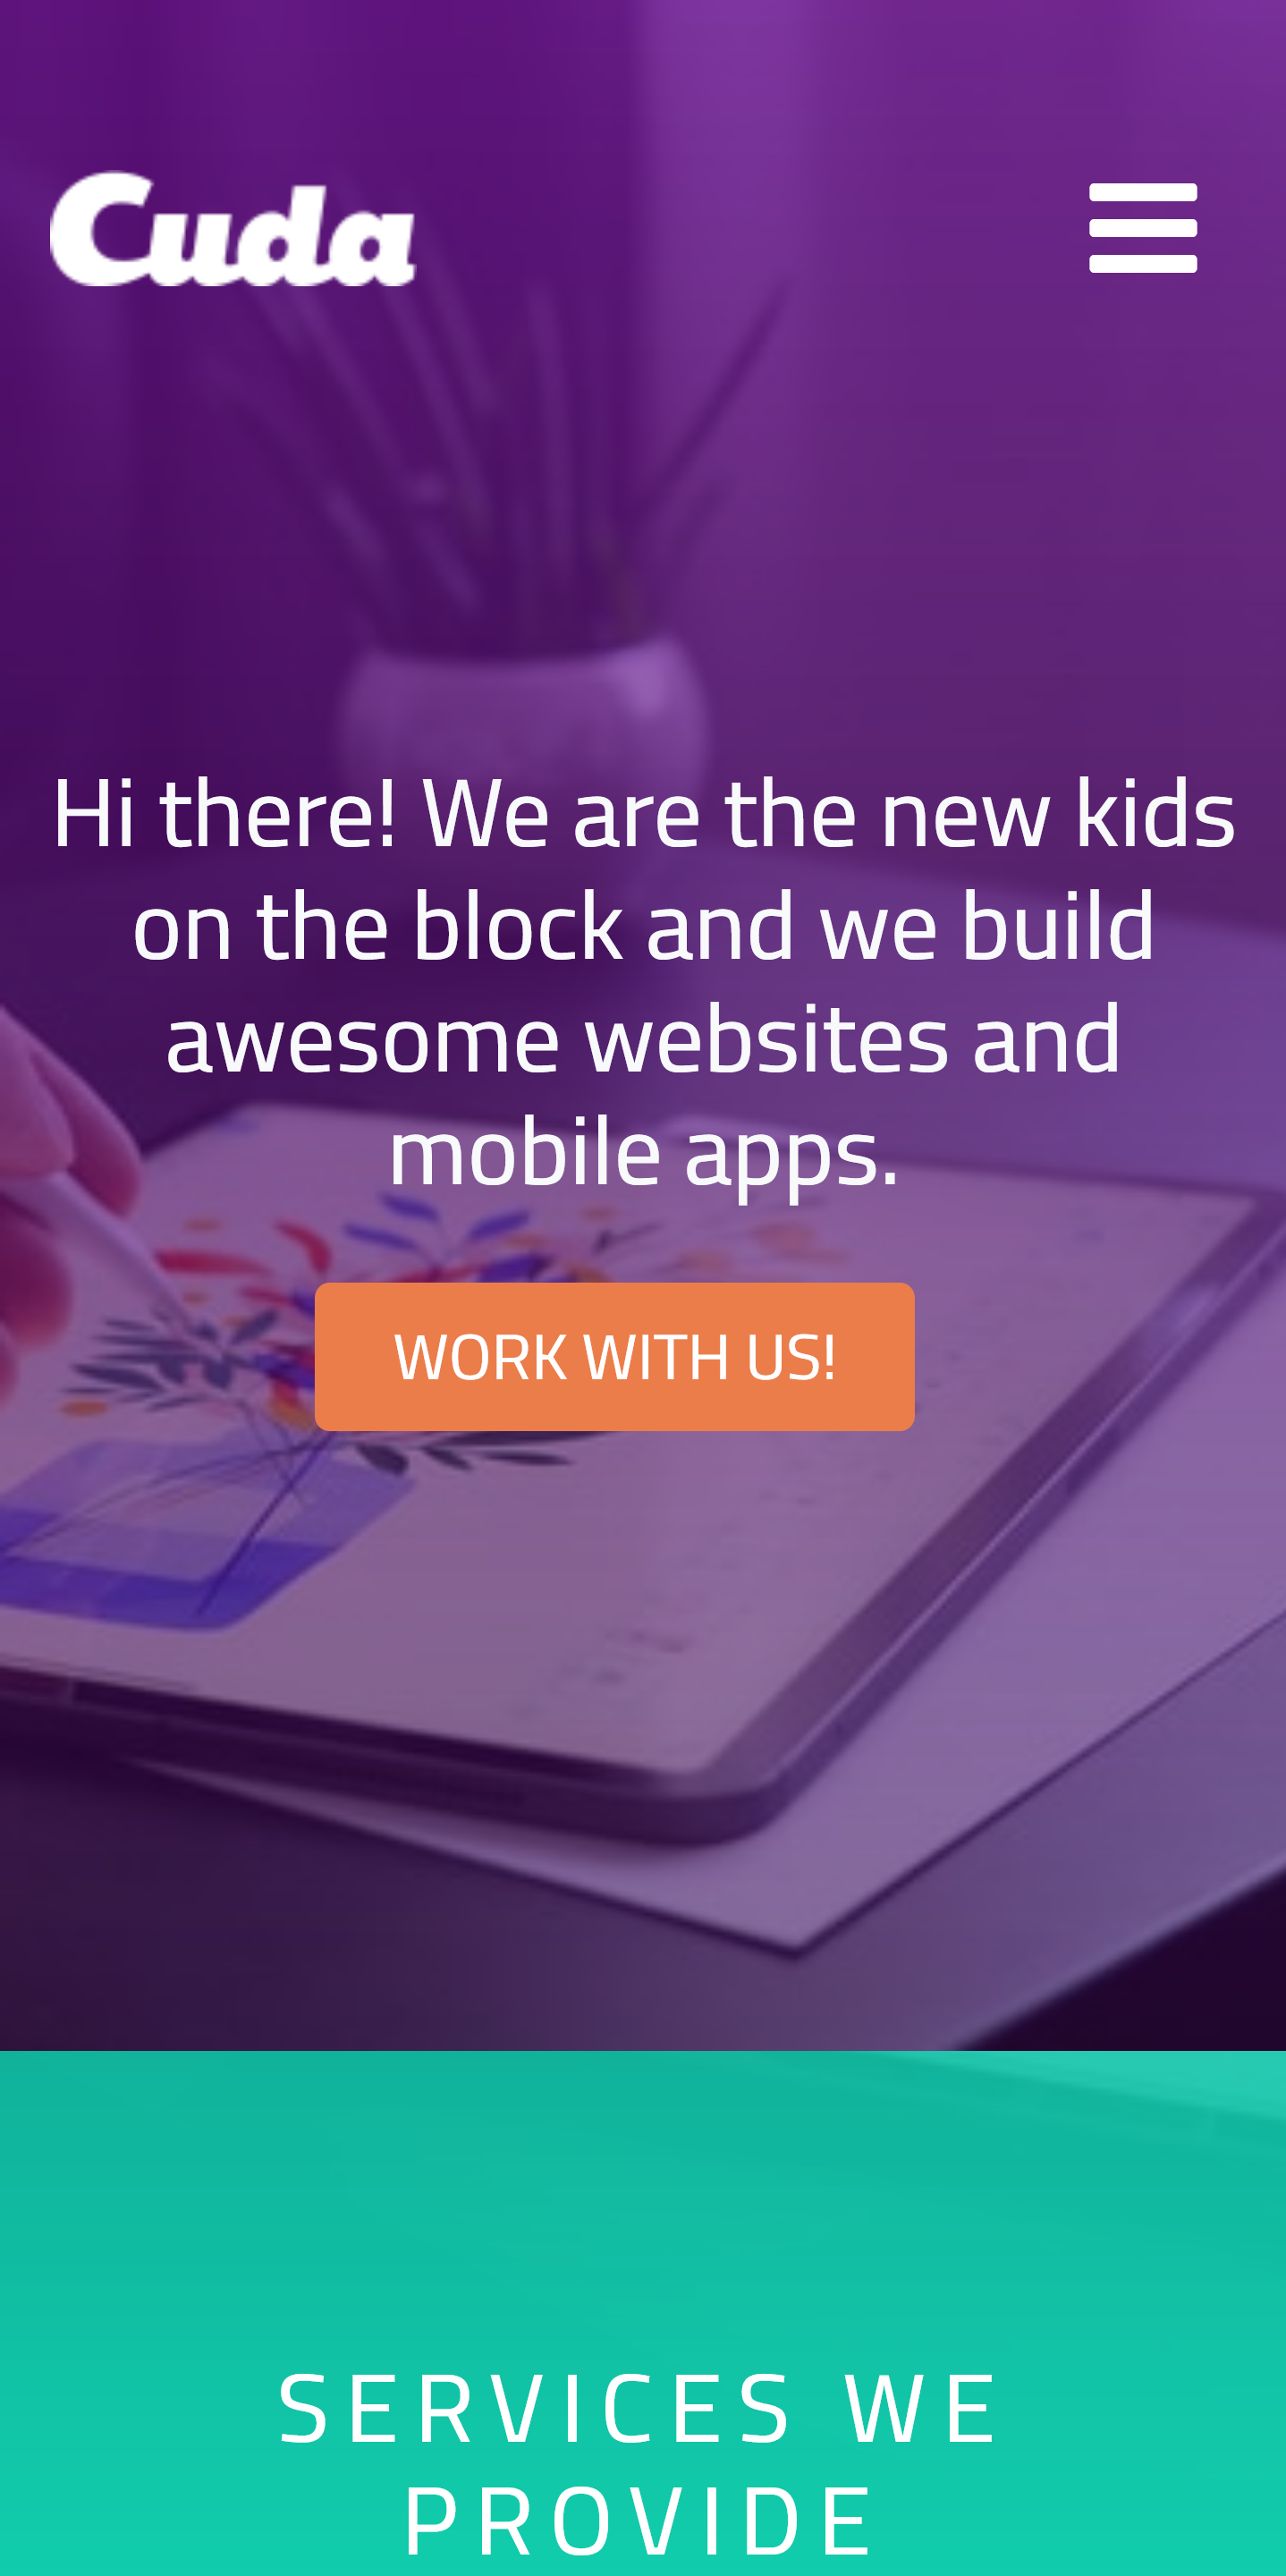 Cuda
Hi there! We are the new kids
on the block and we build
awesome websites and
mobile apps.
WORK WITH US!
SERVICES WE
PROVIDE